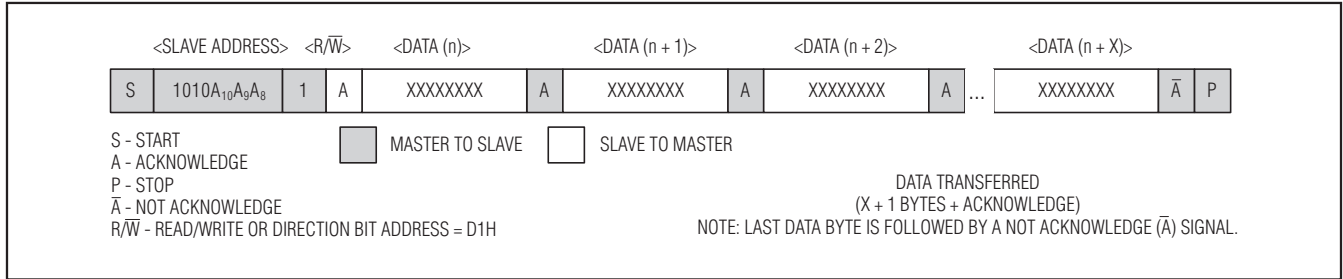 <SLAVE ADDRESS> <R/W̅> <DATA (n)> <DATA (n + 1)> <DATA (n + 2)> <DATA (n + X)>
S 1010A₁₀A₉A₈ 1 A XXXXXXXX A XXXXXXXX A XXXXXXXX A ... XXXXXXXX A̅ P
S - START
A - ACKNOWLEDGE
P - STOP
A̅ - NOT ACKNOWLEDGE
R/W̅ - READ/WRITE OR DIRECTION BIT ADDRESS = D1H
MASTER TO SLAVE SLAVE TO MASTER
DATA TRANSFERRED
(X + 1 BYTES + ACKNOWLEDGE)
NOTE: LAST DATA BYTE IS FOLLOWED BY A NOT ACKNOWLEDGE (A̅) SIGNAL.